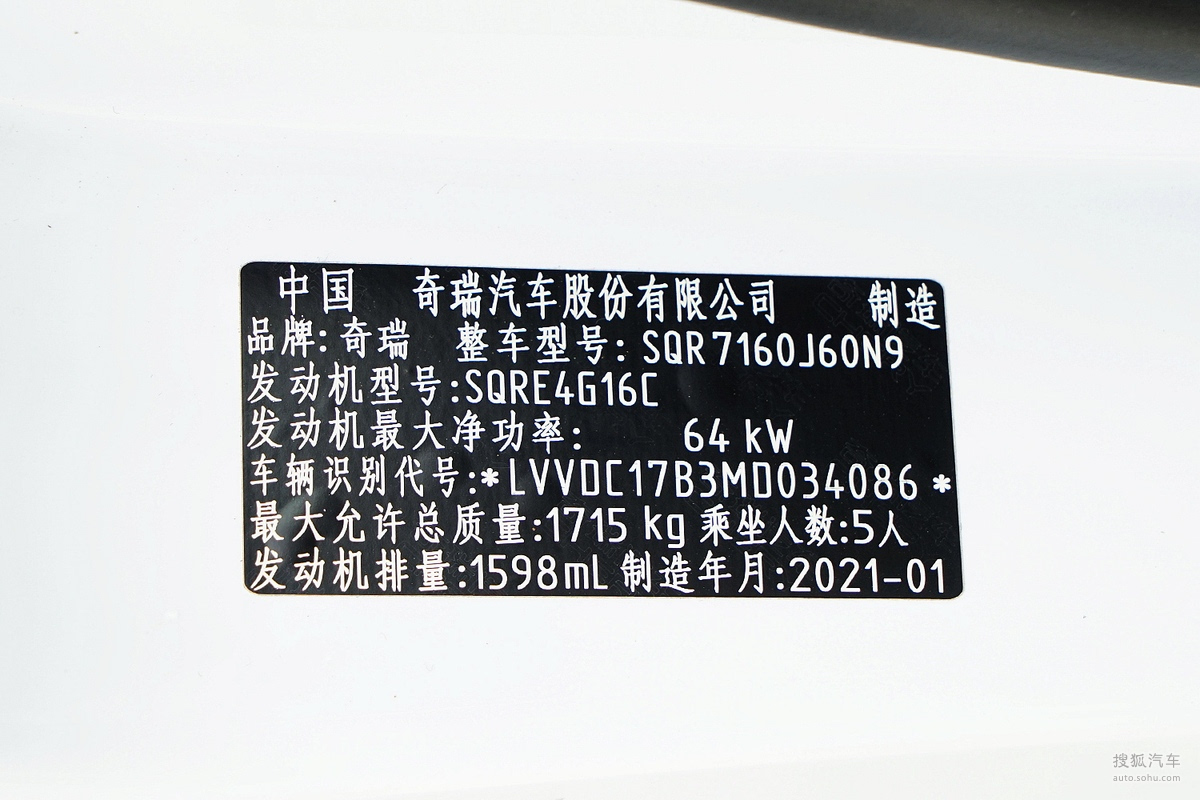 中国 奇瑞汽车股份有限公司 制造
品牌:奇瑞 整车型号:SQR7160J60N9
发动机型号:SQRE4G16C
发动机最大净功率: 64 kW
车辆识别代号:*LVVDC17B3MD034086*
最大允许总质量:1715 kg 乘坐人数:5人
发动机排量:1598mL 制造年月:2021-01
搜狐汽车
auto.sohu.com